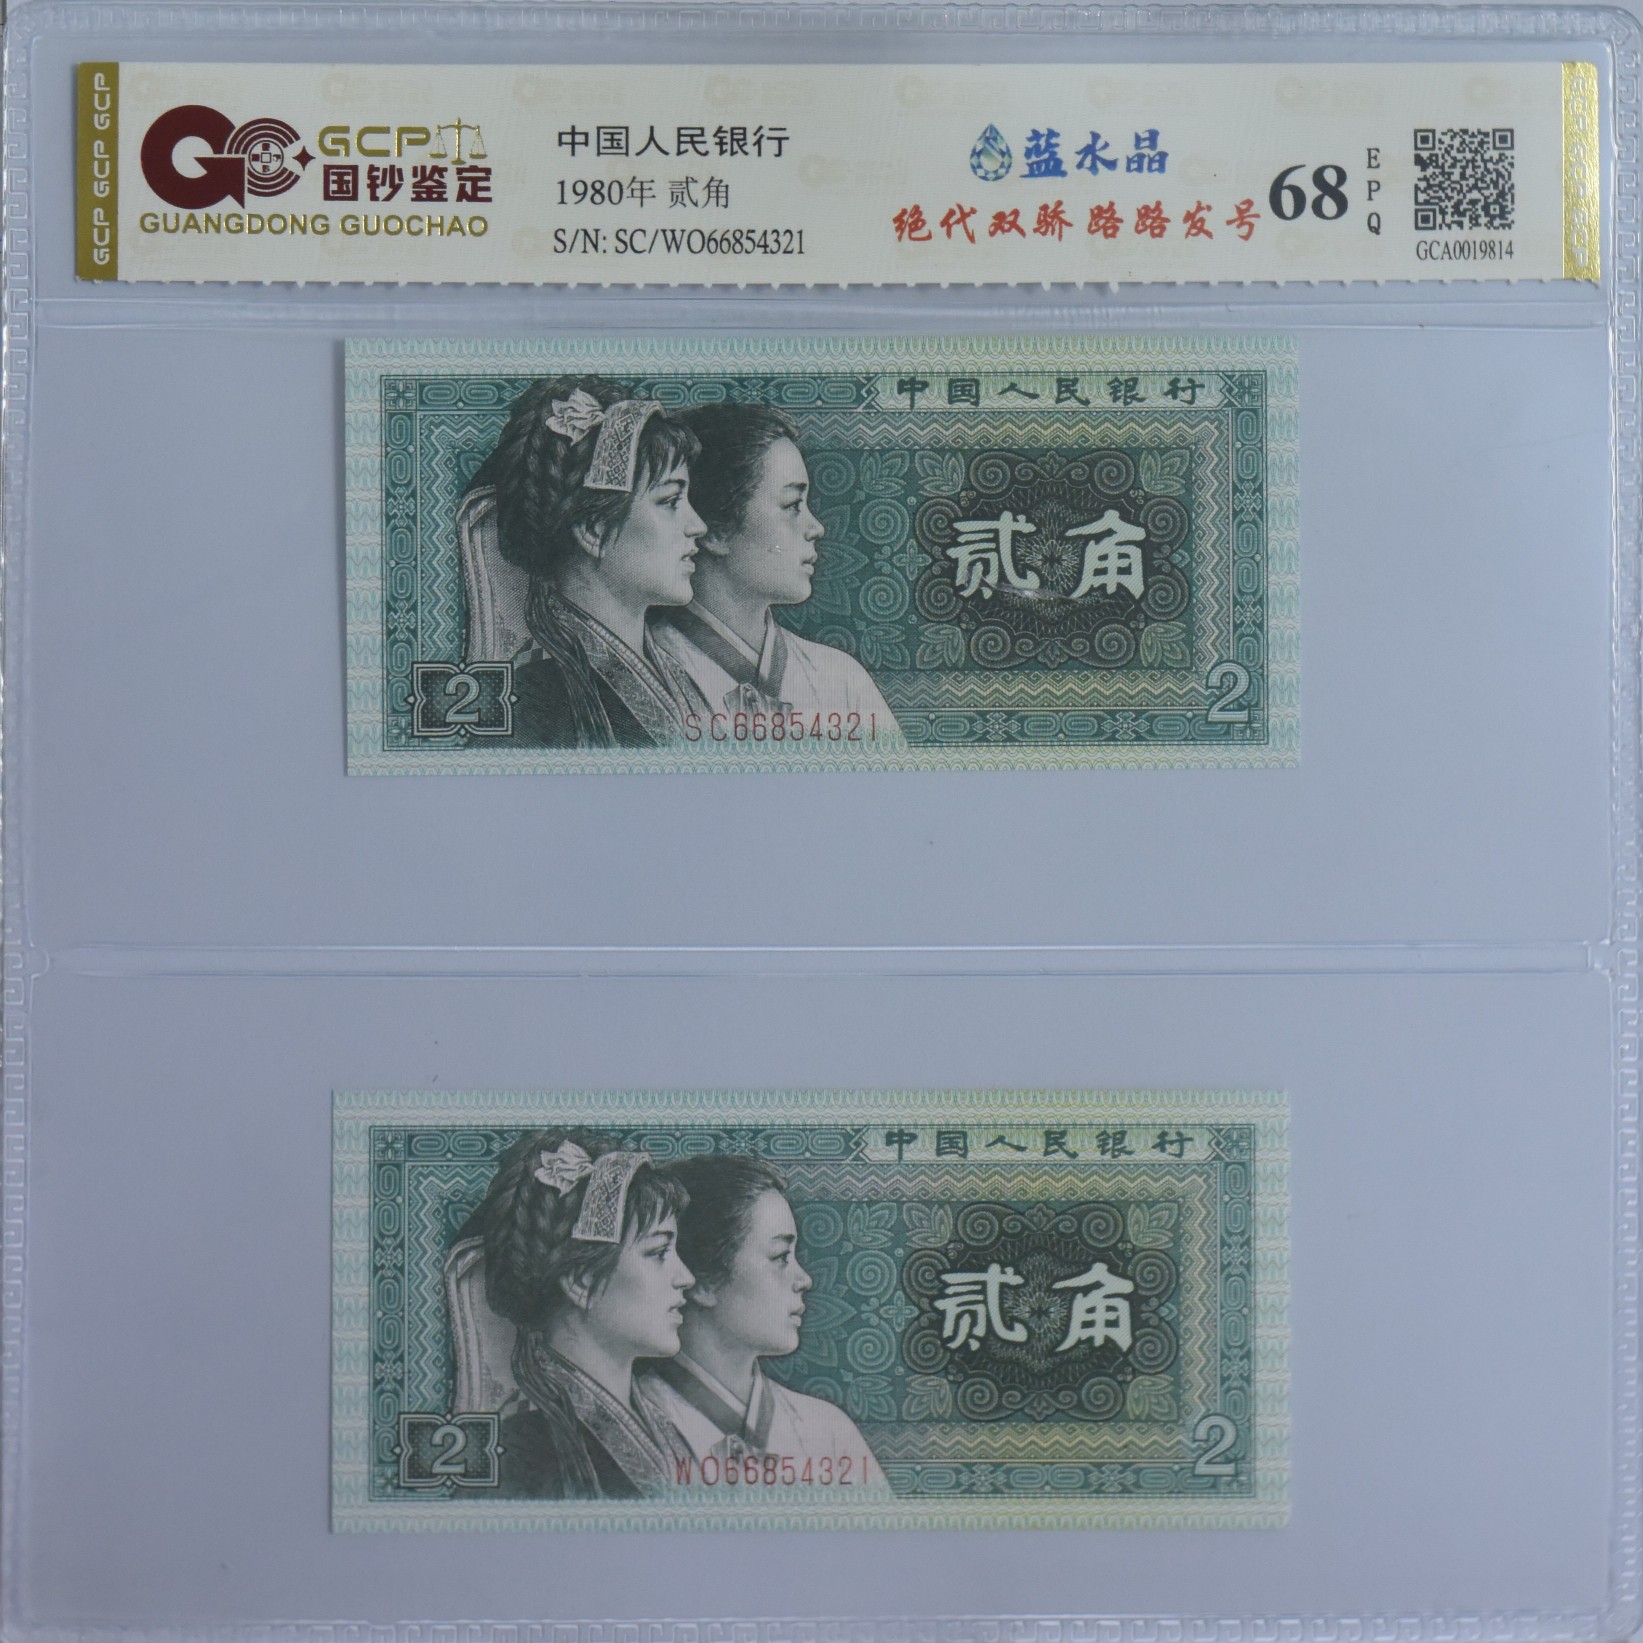 GCP GCP GCP
GCP
国钞鉴定
GUANGDONG GUOCHAO
中国人民银行
1980年 贰角
S/N: SC/WO66854321
蓝水晶
绝代双骄 路路发号
68
EPQ
GCA0019814
中国人民银行
贰角
2
2
SC66854321
中国人民银行
贰角
2
2
WO66854321